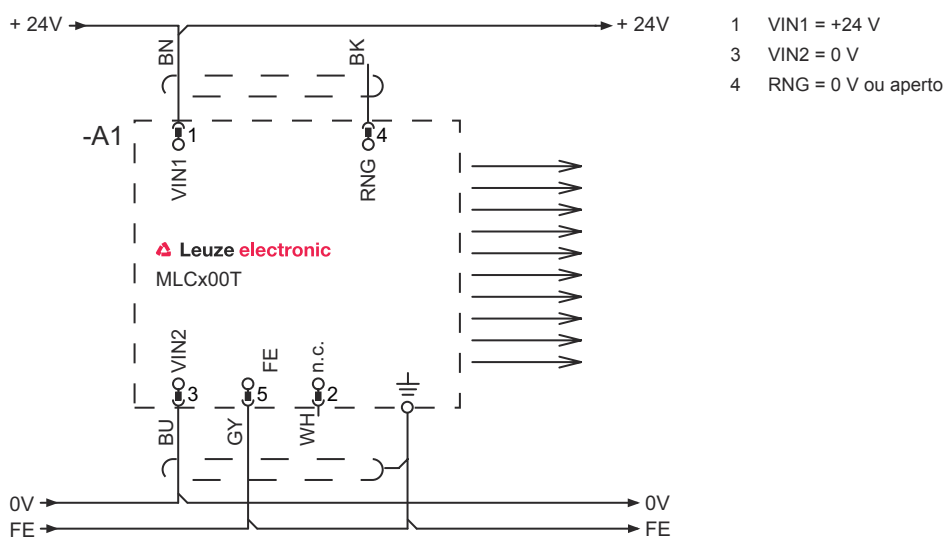 + 24V
+ 24V
1 VIN1 = +24 V
3 VIN2 = 0 V
4 RNG = 0 V ou aperto
BN
BK
-A1
1
4
VIN1
RNG
Leuze electronic
MLCx00T
VIN2
FE
n.c.
3
5
2
BU
GY
WH
0V
0V
FE
FE